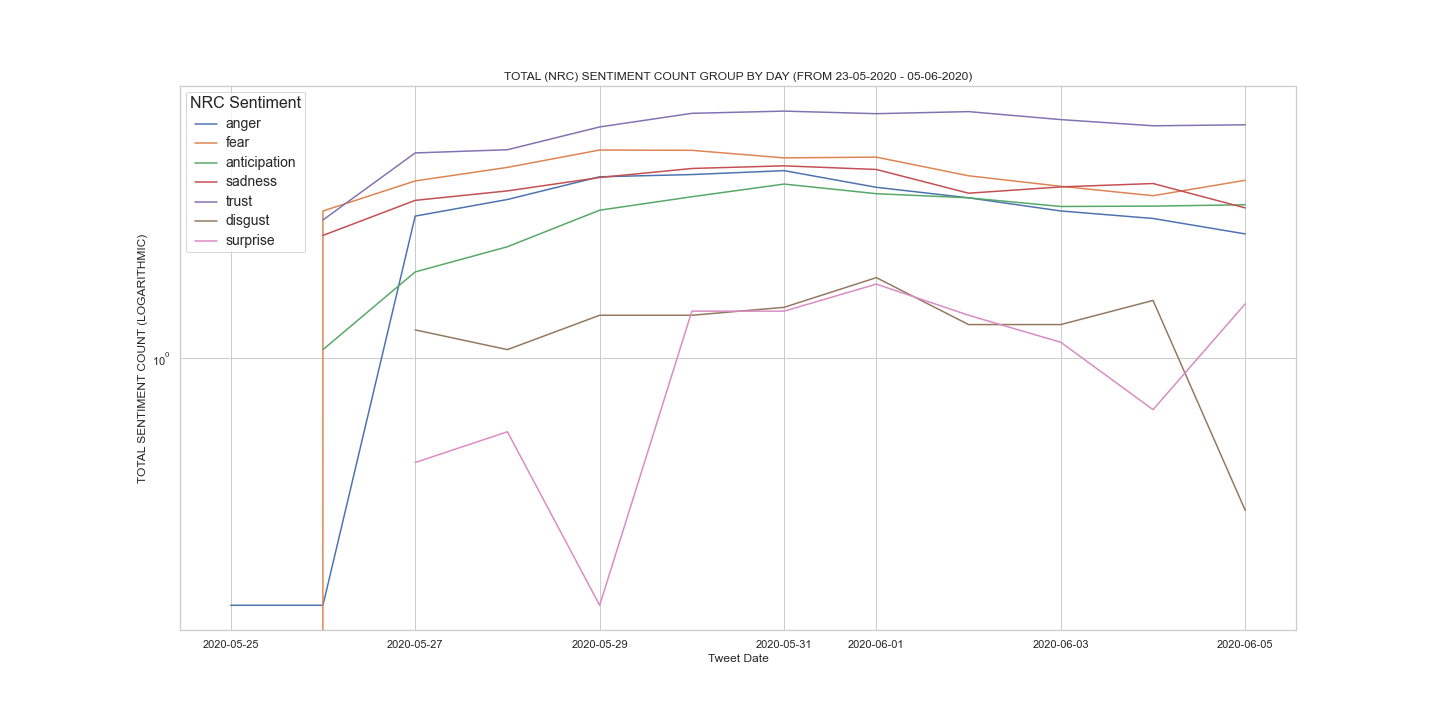 TOTAL (NRC) SENTIMENT COUNT GROUP BY DAY (FROM 23-05-2020 - 05-06-2020)
NRC Sentiment
anger
fear
anticipation
sadness
trust
disgust
surprise
TOTAL SENTIMENT COUNT (LOGARITHMIC)
10⁰
2020-05-25 2020-05-27 2020-05-29 2020-05-31 2020-06-01 2020-06-03 2020-06-05
Tweet Date